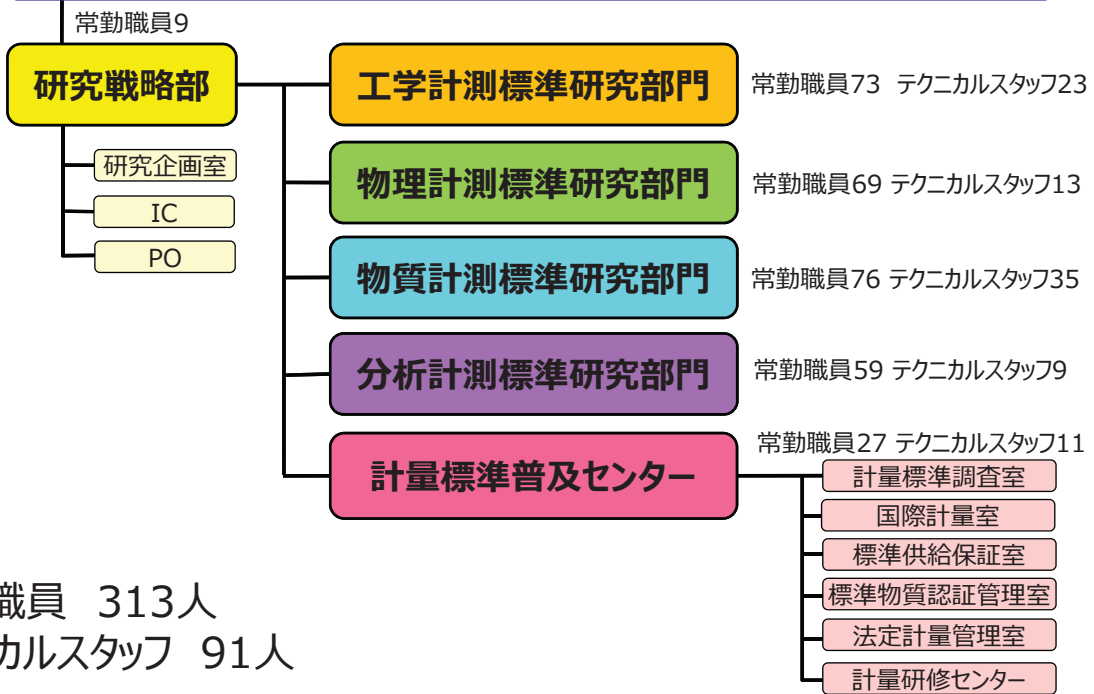 常勤職員9
研究戦略部
研究企画室
IC
PO
工学計測標準研究部門
常勤職員73 テクニカルスタッフ23
物理計測標準研究部門
常勤職員69 テクニカルスタッフ13
物質計測標準研究部門
常勤職員76 テクニカルスタッフ35
分析計測標準研究部門
常勤職員59 テクニカルスタッフ9
計量標準普及センター
常勤職員27 テクニカルスタッフ11
計量標準調査室
国際計量室
標準供給保証室
標準物質認証管理室
法定計量管理室
計量研修センター
職員 313人
カルスタッフ 91人